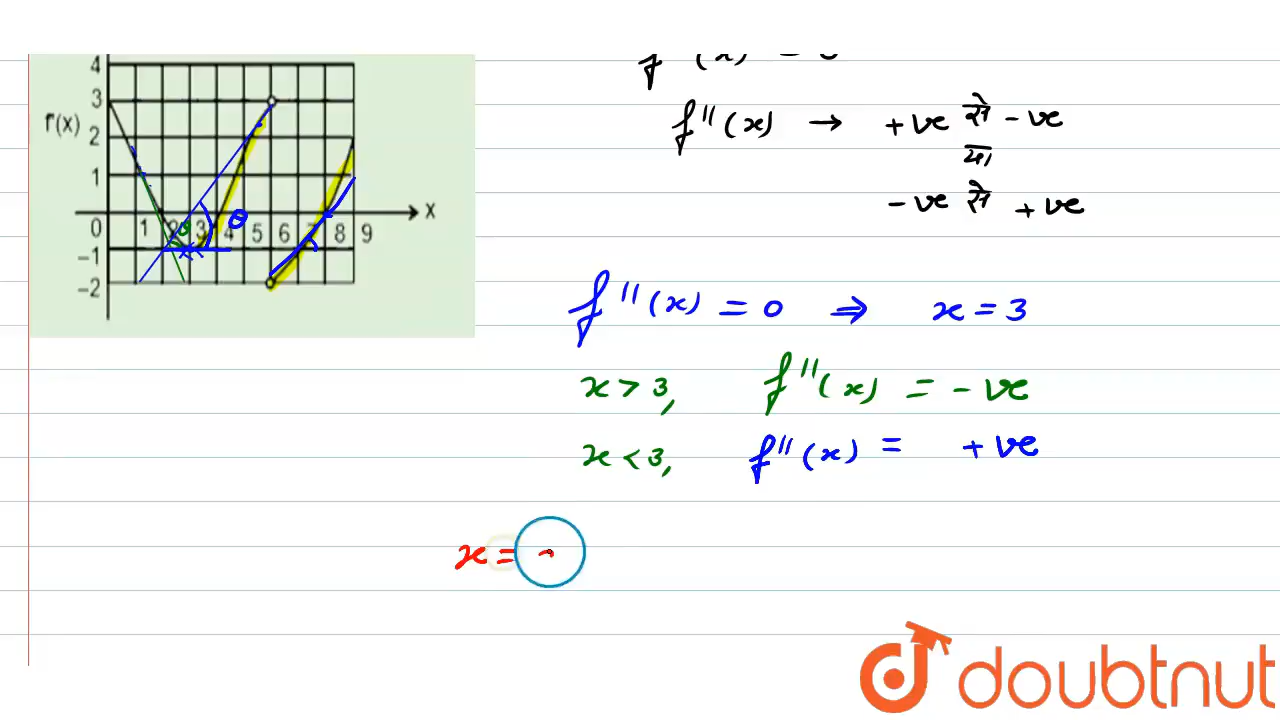 f''(x) = 0
f''(x) → +ve से -ve
या
-ve से +ve
4
3
f'(x)
2
1
0 1 2 3 4 5 6 7 8 9 x
-1
-2
θ
θ
f''(x) = 0 ⇒ x = 3
x > 3, f''(x) = -ve
x < 3, f''(x) = +ve
x =
doubtnut